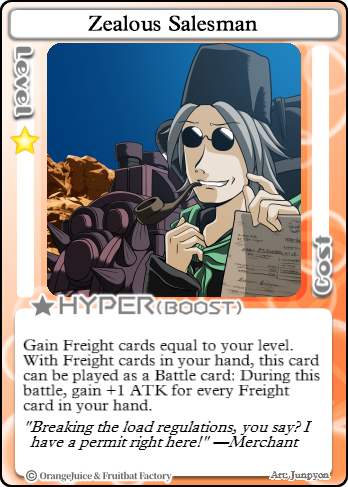 Zealous Salesman
Level
Cost
HYPER(BOOST)
Gain Freight cards equal to your level.
With Freight cards in your hand, this card
can be played as a Battle card: During this
battle, gain +1 ATK for every Freight
card in your hand.
"Breaking the load regulations, you say? I
have a permit right here!" —Merchant
© OrangeJuice & Fruitbat Factory
Art: Junpyon